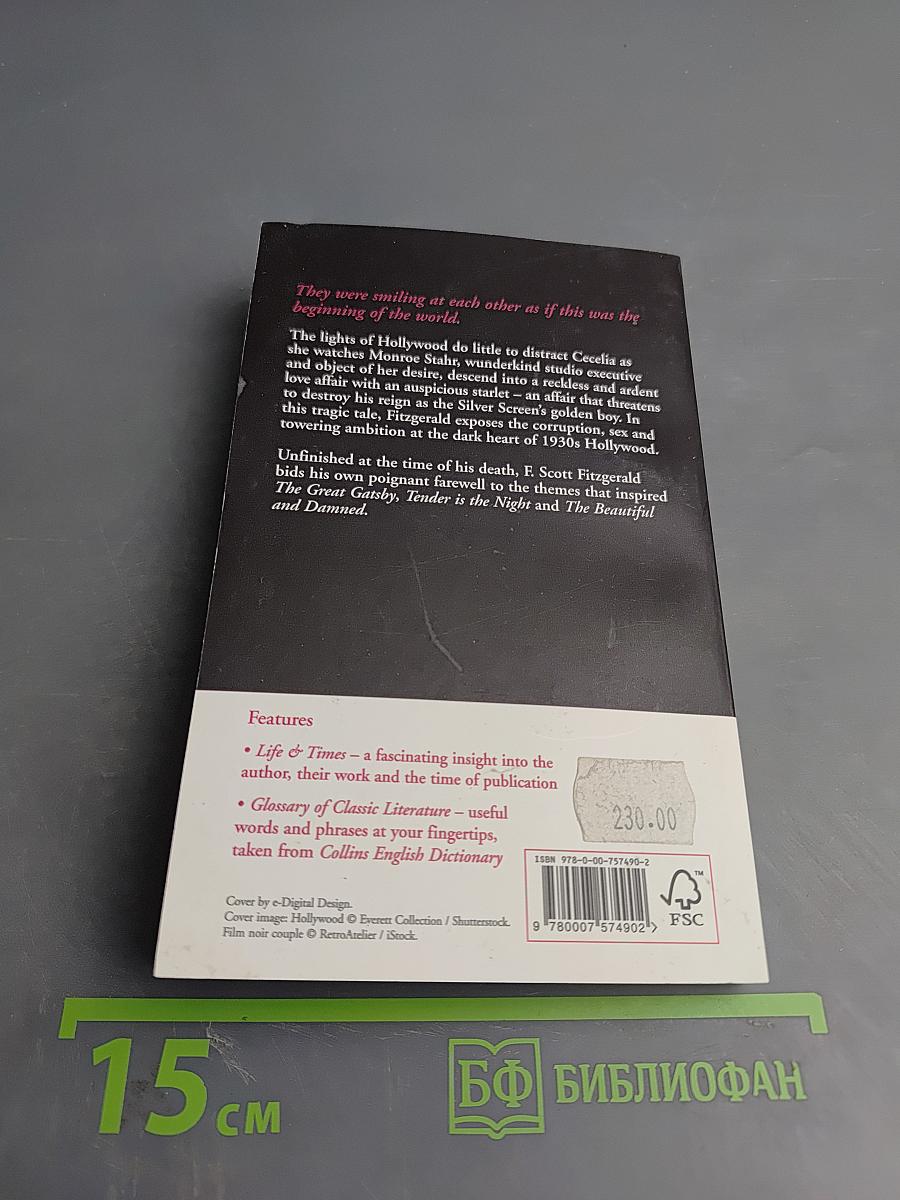 They were smiling at each other as if this was the
beginning of the world.
The lights of Hollywood do little to distract Cecelia as
she watches Monroe Stahr, wunderkind studio executive
and object of her desire, descend into a reckless and ardent
love affair with an auspicious starlet – an affair that threatens
to destroy his reign as the Silver Screen's golden boy. In
this tragic tale, Fitzgerald exposes the corruption, sex and
towering ambition at the dark heart of 1930s Hollywood.
Unfinished at the time of his death, F. Scott Fitzgerald
bids his own poignant farewell to the themes that inspired
The Great Gatsby, Tender is the Night and The Beautiful
and Damned.
Features
• Life & Times – a fascinating insight into the
author, their work and the time of publication
• Glossary of Classic Literature – useful
words and phrases at your fingertips,
taken from Collins English Dictionary
230.00
Cover by e-Digital Design.
Cover image: Hollywood © Everett Collection / Shutterstock.
Film noir couple © RetroAtelier / iStock.
ISBN 978-0-00-757490-2
9 780007 574902 >
TM
FSC
15 см
БФ БИБЛИОФАН